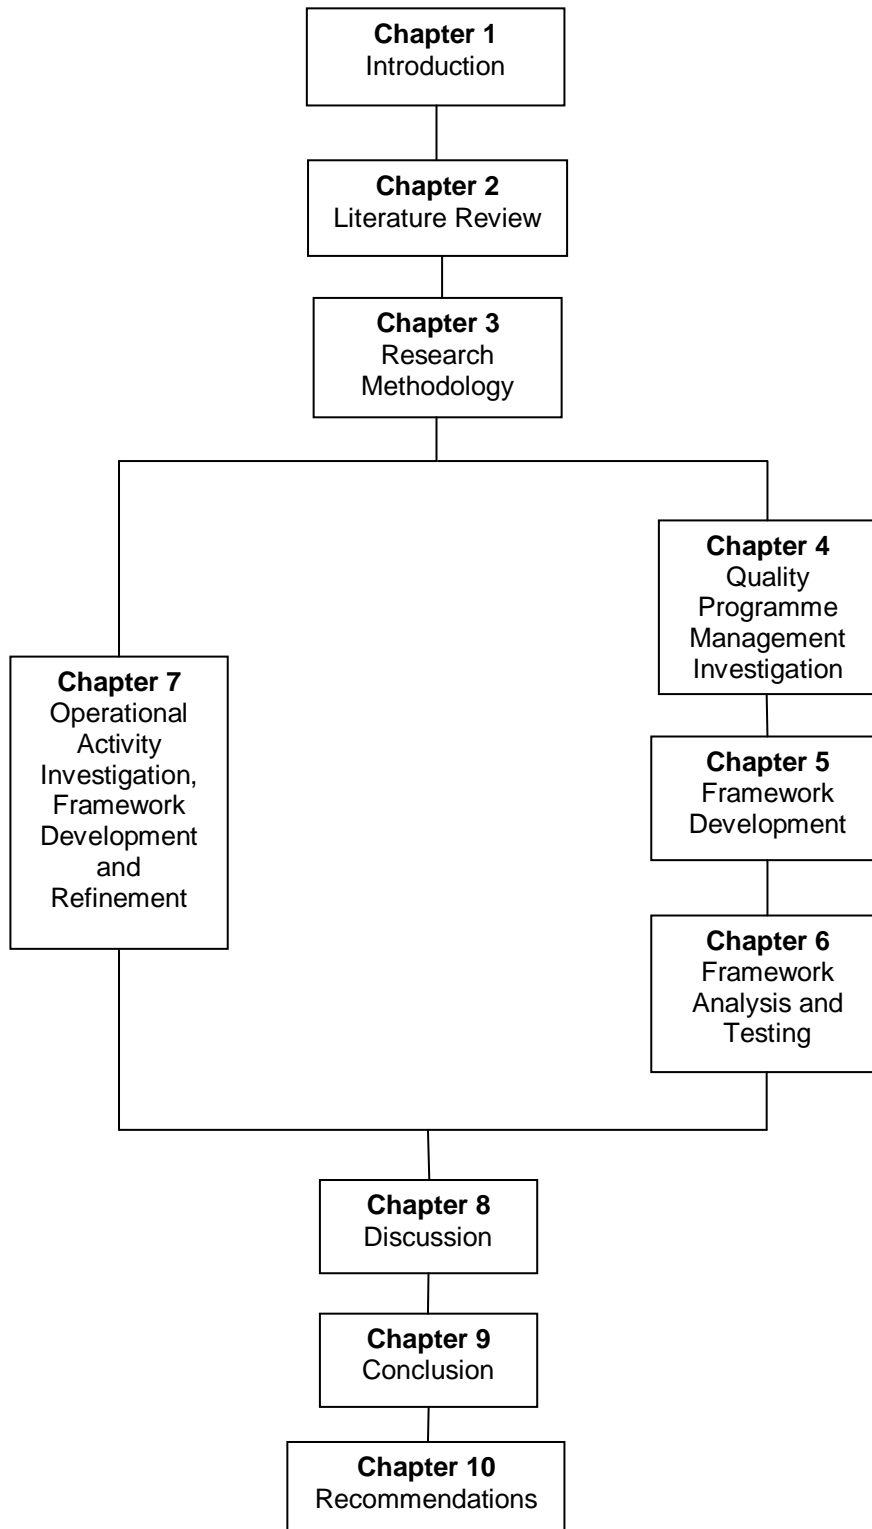 Chapter 1
Introduction
Chapter 2
Literature Review
Chapter 3
Research
Methodology
Chapter 4
Quality
Programme
Management
Investigation
Chapter 5
Framework
Development
Chapter 6
Framework
Analysis and
Testing
Chapter 7
Operational
Activity
Investigation,
Framework
Development
and
Refinement
Chapter 8
Discussion
Chapter 9
Conclusion
Chapter 10
Recommendations